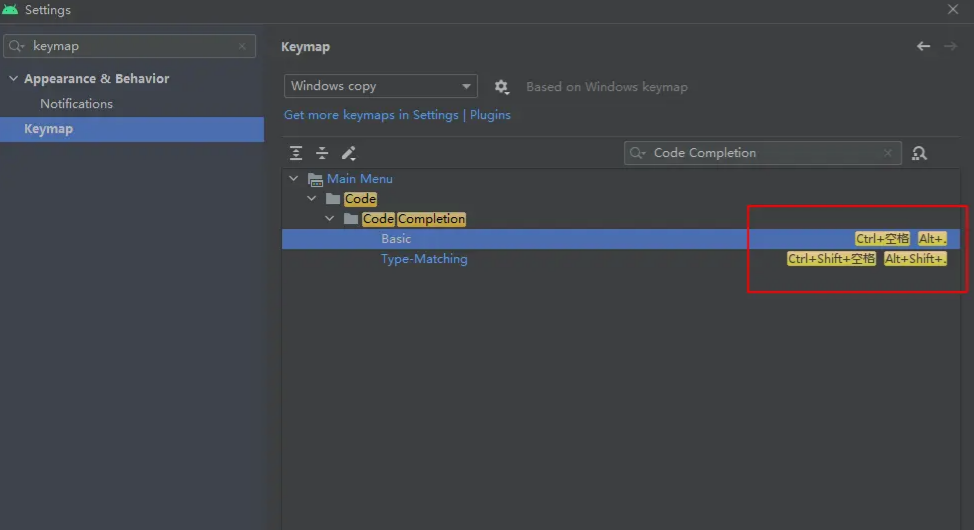 Settings
keymap
Appearance & Behavior
Notifications
Keymap
Keymap
Windows copy
Based on Windows keymap
Get more keymaps in Settings | Plugins
Code Completion
Main Menu
Code
Code Completion
Basic Ctrl+空格 Alt+.
Type-Matching Ctrl+Shift+空格 Alt+Shift+.